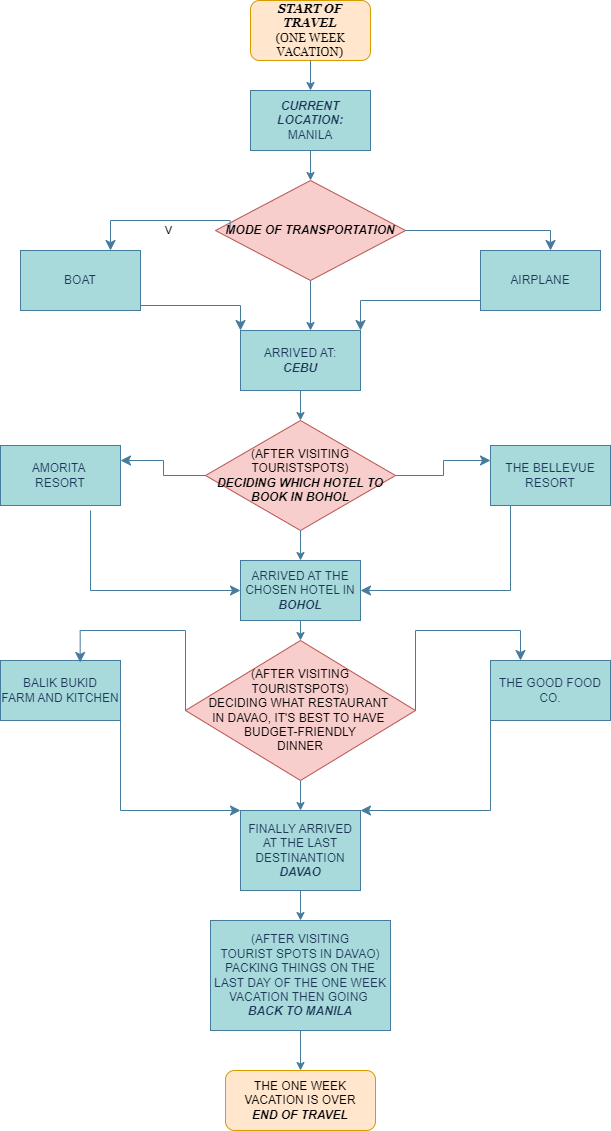 START OF
TRAVEL
(ONE WEEK
VACATION)
CURRENT
LOCATION:
MANILA
MODE OF TRANSPORTATION
V
BOAT
AIRPLANE
ARRIVED AT:
CEBU
(AFTER VISITING
TOURISTSPOTS)
DECIDING WHICH HOTEL TO
BOOK IN BOHOL
AMORITA
RESORT
THE BELLEVUE
RESORT
ARRIVED AT THE
CHOSEN HOTEL IN
BOHOL
(AFTER VISITING
TOURISTSPOTS)
DECIDING WHAT RESTAURANT
IN DAVAO, IT'S BEST TO HAVE
BUDGET-FRIENDLY
DINNER
BALIK BUKID
FARM AND KITCHEN
THE GOOD FOOD
CO.
FINALLY ARRIVED
AT THE LAST
DESTINANTION
DAVAO
(AFTER VISITING
TOURIST SPOTS IN DAVAO)
PACKING THINGS ON THE
LAST DAY OF THE ONE WEEK
VACATION THEN GOING
BACK TO MANILA
THE ONE WEEK
VACATION IS OVER
END OF TRAVEL